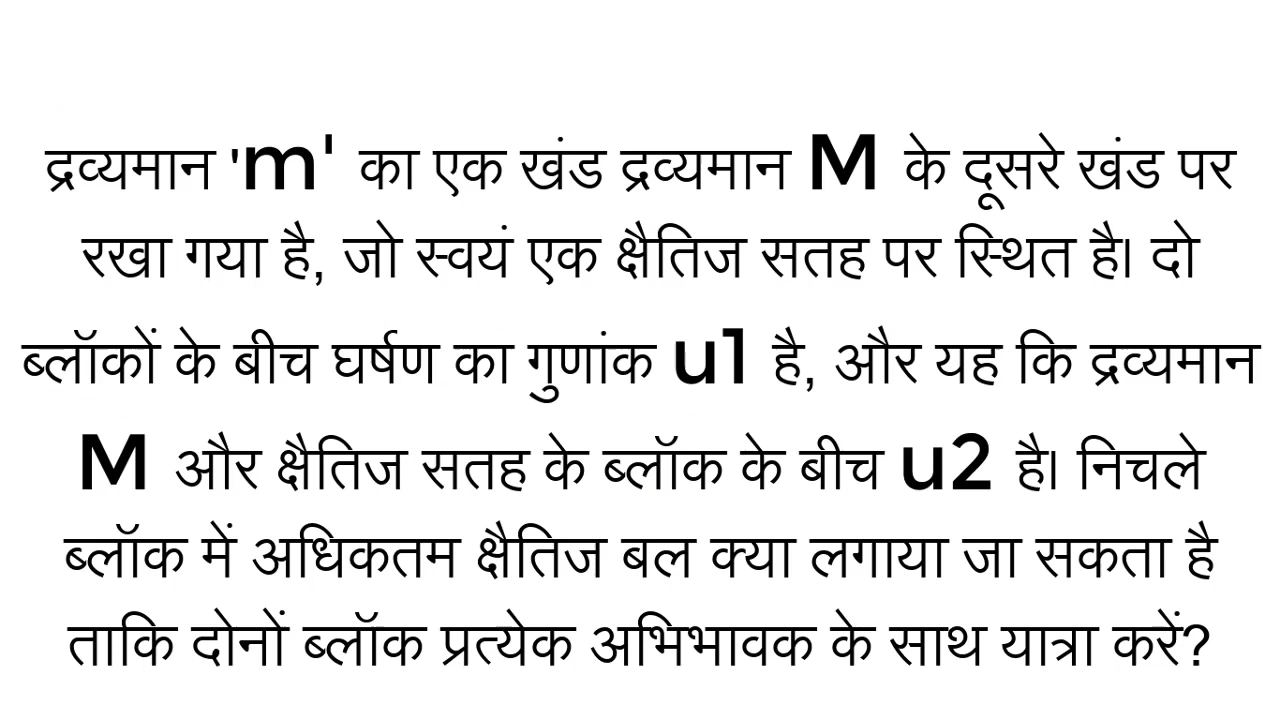 द्रव्यमान 'm' का एक खंड द्रव्यमान M के दूसरे खंड पर
रखा गया है, जो स्वयं एक क्षैतिज सतह पर स्थित है। दो
ब्लॉकों के बीच घर्षण का गुणांक u1 है, और यह कि द्रव्यमान
M और क्षैतिज सतह के ब्लॉक के बीच u2 है। निचले
ब्लॉक में अधिकतम क्षैतिज बल क्या लगाया जा सकता है
ताकि दोनों ब्लॉक प्रत्येक अभिभावक के साथ यात्रा करें?